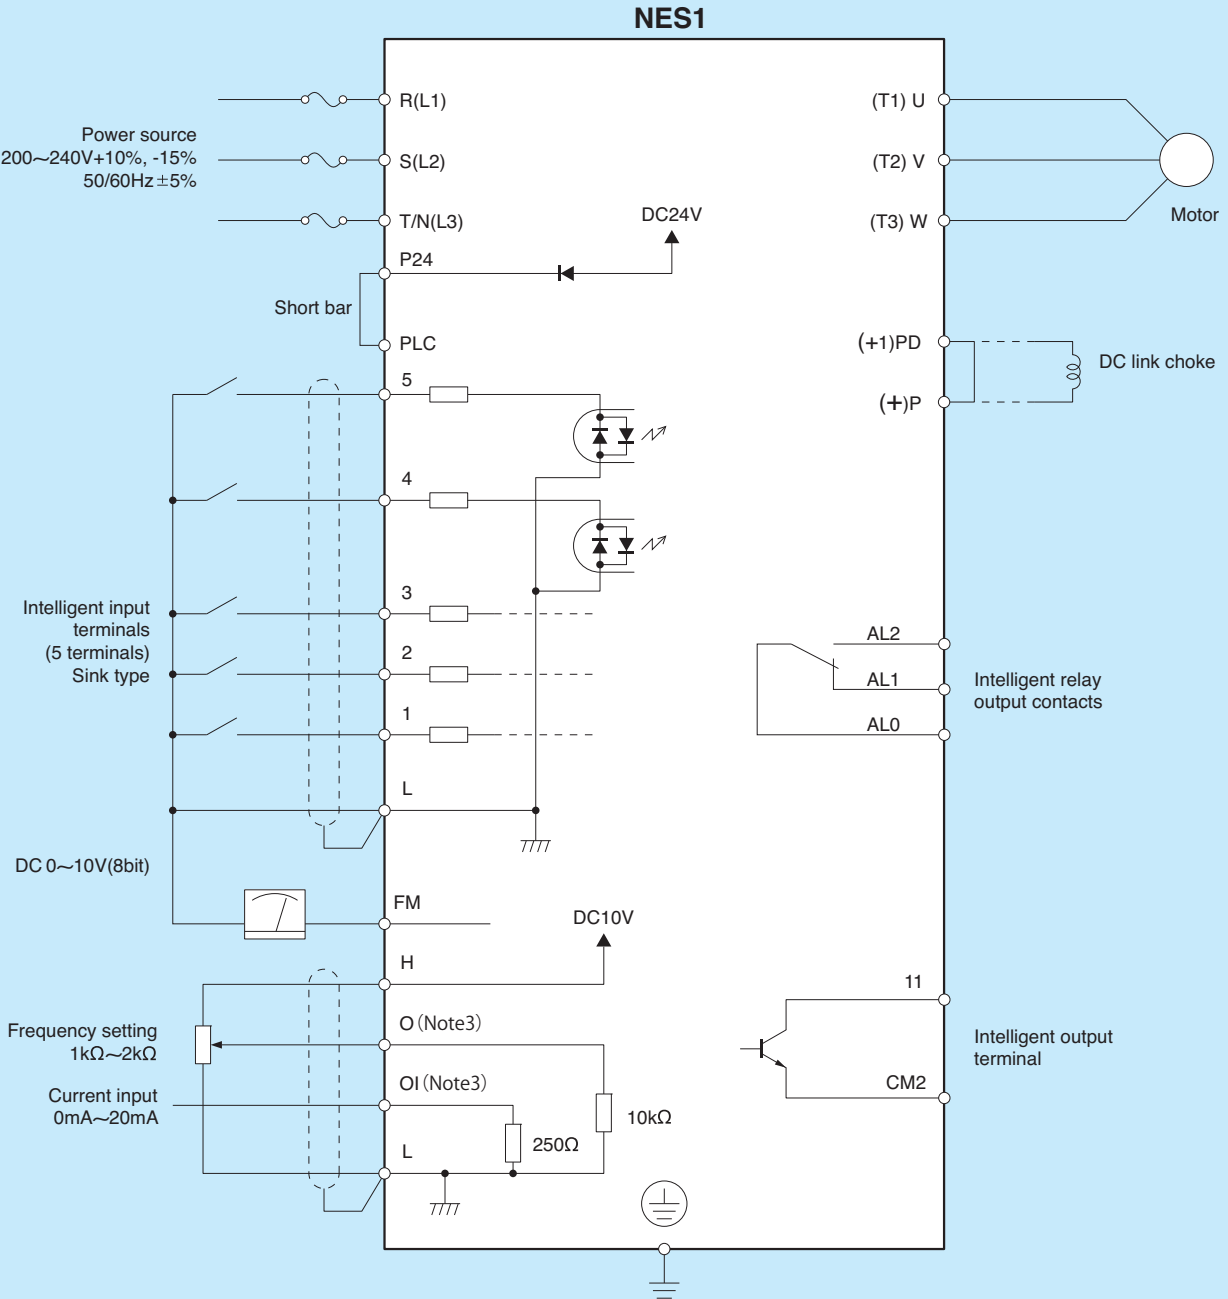 NES1
R(L1)
(T1) U
Power source
200～240V+10%, -15%
50/60Hz±5%
S(L2)
(T2) V
T/N(L3)
DC24V
(T3) W
Motor
P24
Short bar
PLC
(+1)PD
DC link choke
(+)P
5
4
3
Intelligent input
terminals
(5 terminals)
Sink type
2
1
AL2
AL1
AL0
Intelligent relay
output contacts
L
DC 0～10V(8bit)
FM
DC10V
H
11
Frequency setting
1kΩ～2kΩ
O(Note3)
Intelligent output
terminal
Current input
0mA～20mA
OI(Note3)
CM2
10kΩ
250Ω
L